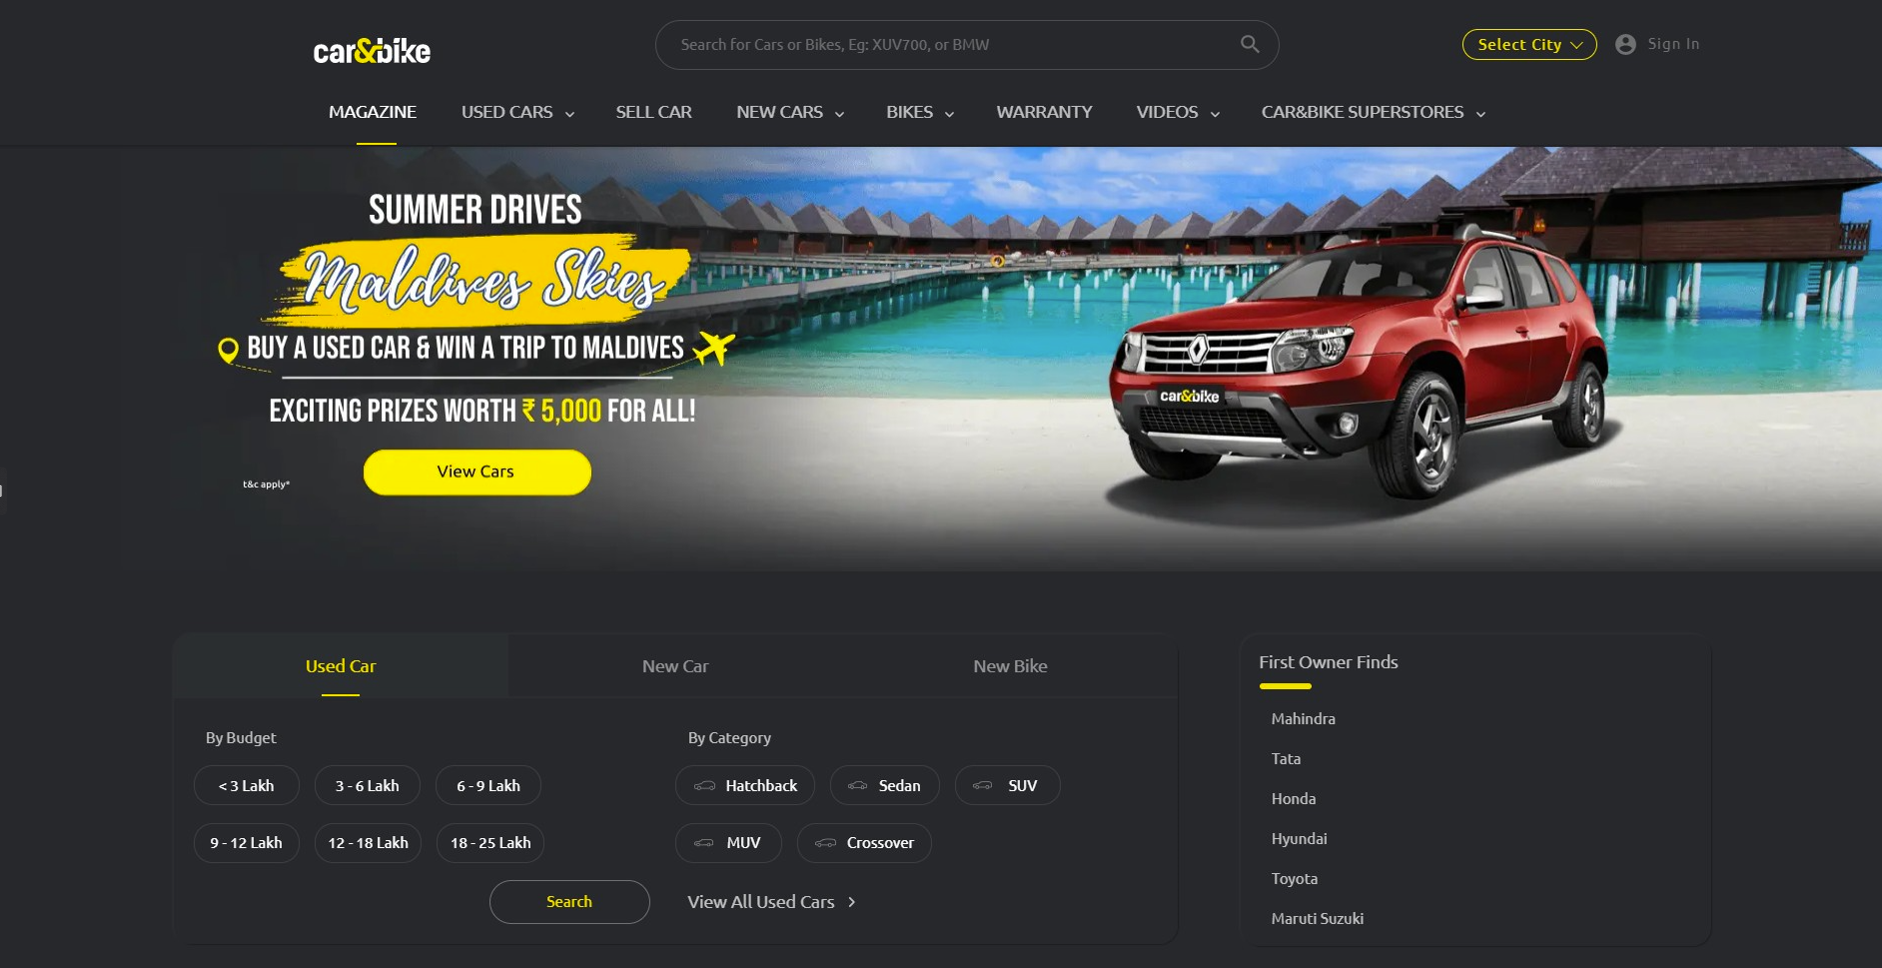 car&bike
Search for Cars or Bikes, Eg: XUV700, or BMW
Select City
Sign In
MAGAZINE USED CARS SELL CAR NEW CARS BIKES WARRANTY VIDEOS CAR&BIKE SUPERSTORES
SUMMER DRIVES
Maldives Skies
BUY A USED CAR & WIN A TRIP TO MALDIVES
EXCITING PRIZES WORTH ₹ 5,000 FOR ALL!
View Cars
t&c apply*
car&bike
Used Car New Car New Bike
By Budget
< 3 Lakh 3 - 6 Lakh 6 - 9 Lakh
9 - 12 Lakh 12 - 18 Lakh 18 - 25 Lakh
Search
By Category
Hatchback Sedan SUV
MUV Crossover
View All Used Cars
First Owner Finds
Mahindra
Tata
Honda
Hyundai
Toyota
Maruti Suzuki